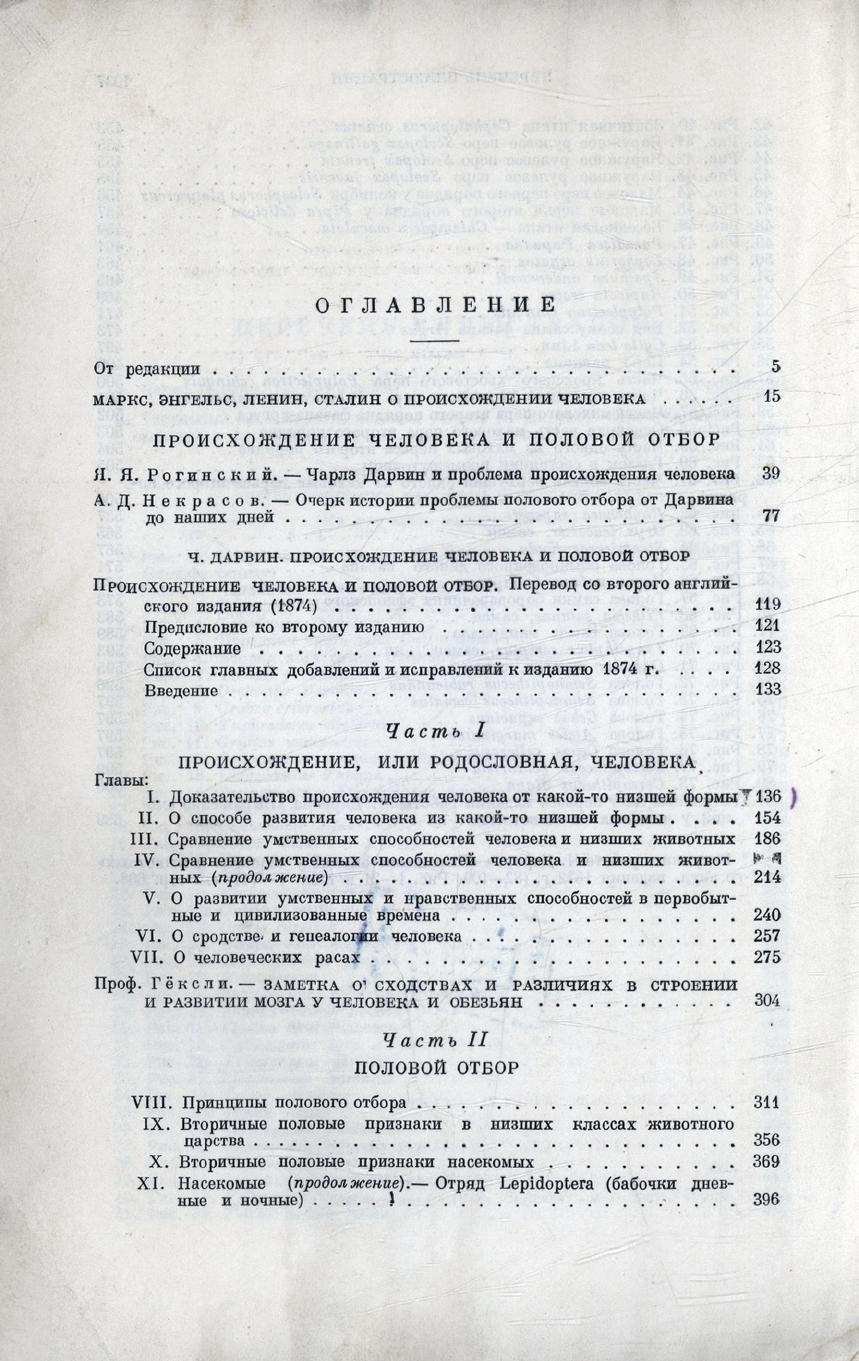 ОГЛАВЛЕНИЕ
От редакции . . . . . . . . . . . . . . . . . . . . . . . . . . . . . . 5
МАРКС, ЭНГЕЛЬС, ЛЕНИН, СТАЛИН О ПРОИСХОЖДЕНИИ ЧЕЛОВЕКА . . . . . . 15
ПРОИСХОЖДЕНИЕ ЧЕЛОВЕКА И ПОЛОВОЙ ОТБОР
Я. Я. Рогинский. — Чарлз Дарвин и проблема происхождения человека 39
А. Д. Некрасов. — Очерк истории проблемы полового отбора от Дарвина
до наших дней . . . . . . . . . . . . . . . . . . . . . . . . . . . 77
Ч. ДАРВИН. ПРОИСХОЖДЕНИЕ ЧЕЛОВЕКА И ПОЛОВОЙ ОТБОР
ПРОИСХОЖДЕНИЕ ЧЕЛОВЕКА И ПОЛОВОЙ ОТБОР. Перевод со второго англий-
ского издания (1874) . . . . . . . . . . . . . . . . . . . . . . . . 119
Предисловие ко второму изданию . . . . . . . . . . . . . . . . . . 121
Содержание . . . . . . . . . . . . . . . . . . . . . . . . . . . . 123
Список главных добавлений и исправлений к изданию 1874 г. . . . . 128
Введение . . . . . . . . . . . . . . . . . . . . . . . . . . . . . . 133
Часть I
ПРОИСХОЖДЕНИЕ, ИЛИ РОДОСЛОВНАЯ, ЧЕЛОВЕКА
Главы:
I. Доказательство происхождения человека от какой-то низшей формы 136
II. О способе развития человека из какой-то низшей формы . . . . 154
III. Сравнение умственных способностей человека и низших животных 186
IV. Сравнение умственных способностей человека и низших живот-
ных (продолжение) . . . . . . . . . . . . . . . . . . . . . . . . 214
V. О развитии умственных и нравственных способностей в первобыт-
ные и цивилизованные времена . . . . . . . . . . . . . . . . . 240
VI. О сродстве и генеалогии человека . . . . . . . . . . . . . . . . 257
VII. О человеческих расах . . . . . . . . . . . . . . . . . . . . . . 275
Проф. Гёксли. — ЗАМЕТКА О СХОДСТВАХ И РАЗЛИЧИЯХ В СТРОЕНИИ
И РАЗВИТИИ МОЗГА У ЧЕЛОВЕКА И ОБЕЗЬЯН . . . . . . . . . . . . 304
Часть II
ПОЛОВОЙ ОТБОР
VIII. Принципы полового отбора . . . . . . . . . . . . . . . . . . . 311
IX. Вторичные половые признаки в низших классах животного
царства . . . . . . . . . . . . . . . . . . . . . . . . . . . . . 356
X. Вторичные половые признаки насекомых . . . . . . . . . . . 369
XI. Насекомые (продолжение).— Отряд Lepidoptera (бабочки днев-
ные и ночные) . . . . . . . . . . . . . . . . . . . . . . . . . 396